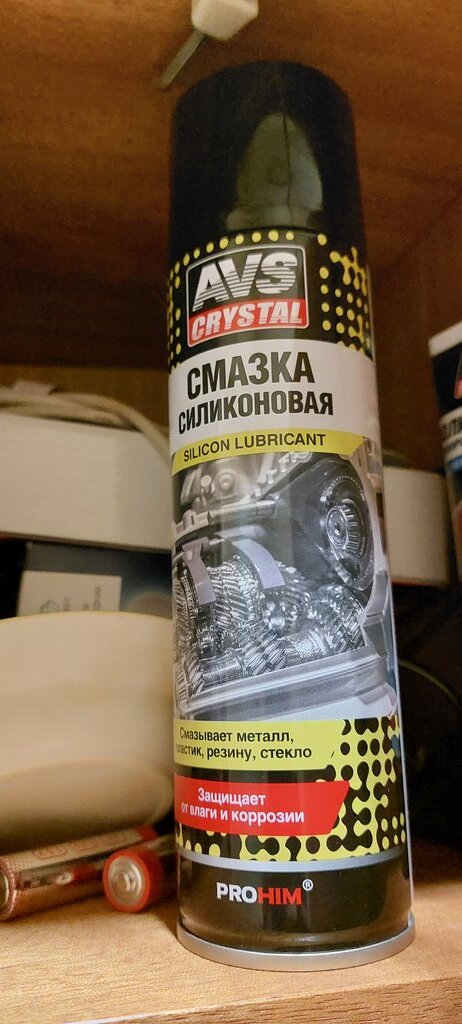 AVS
CRYSTAL
СМАЗКА
СИЛИКОНОВАЯ
SILICON LUBRICANT
Смазывает металл,
пластик, резину, стекло
Защищает
от влаги и коррозии
PROHIM®